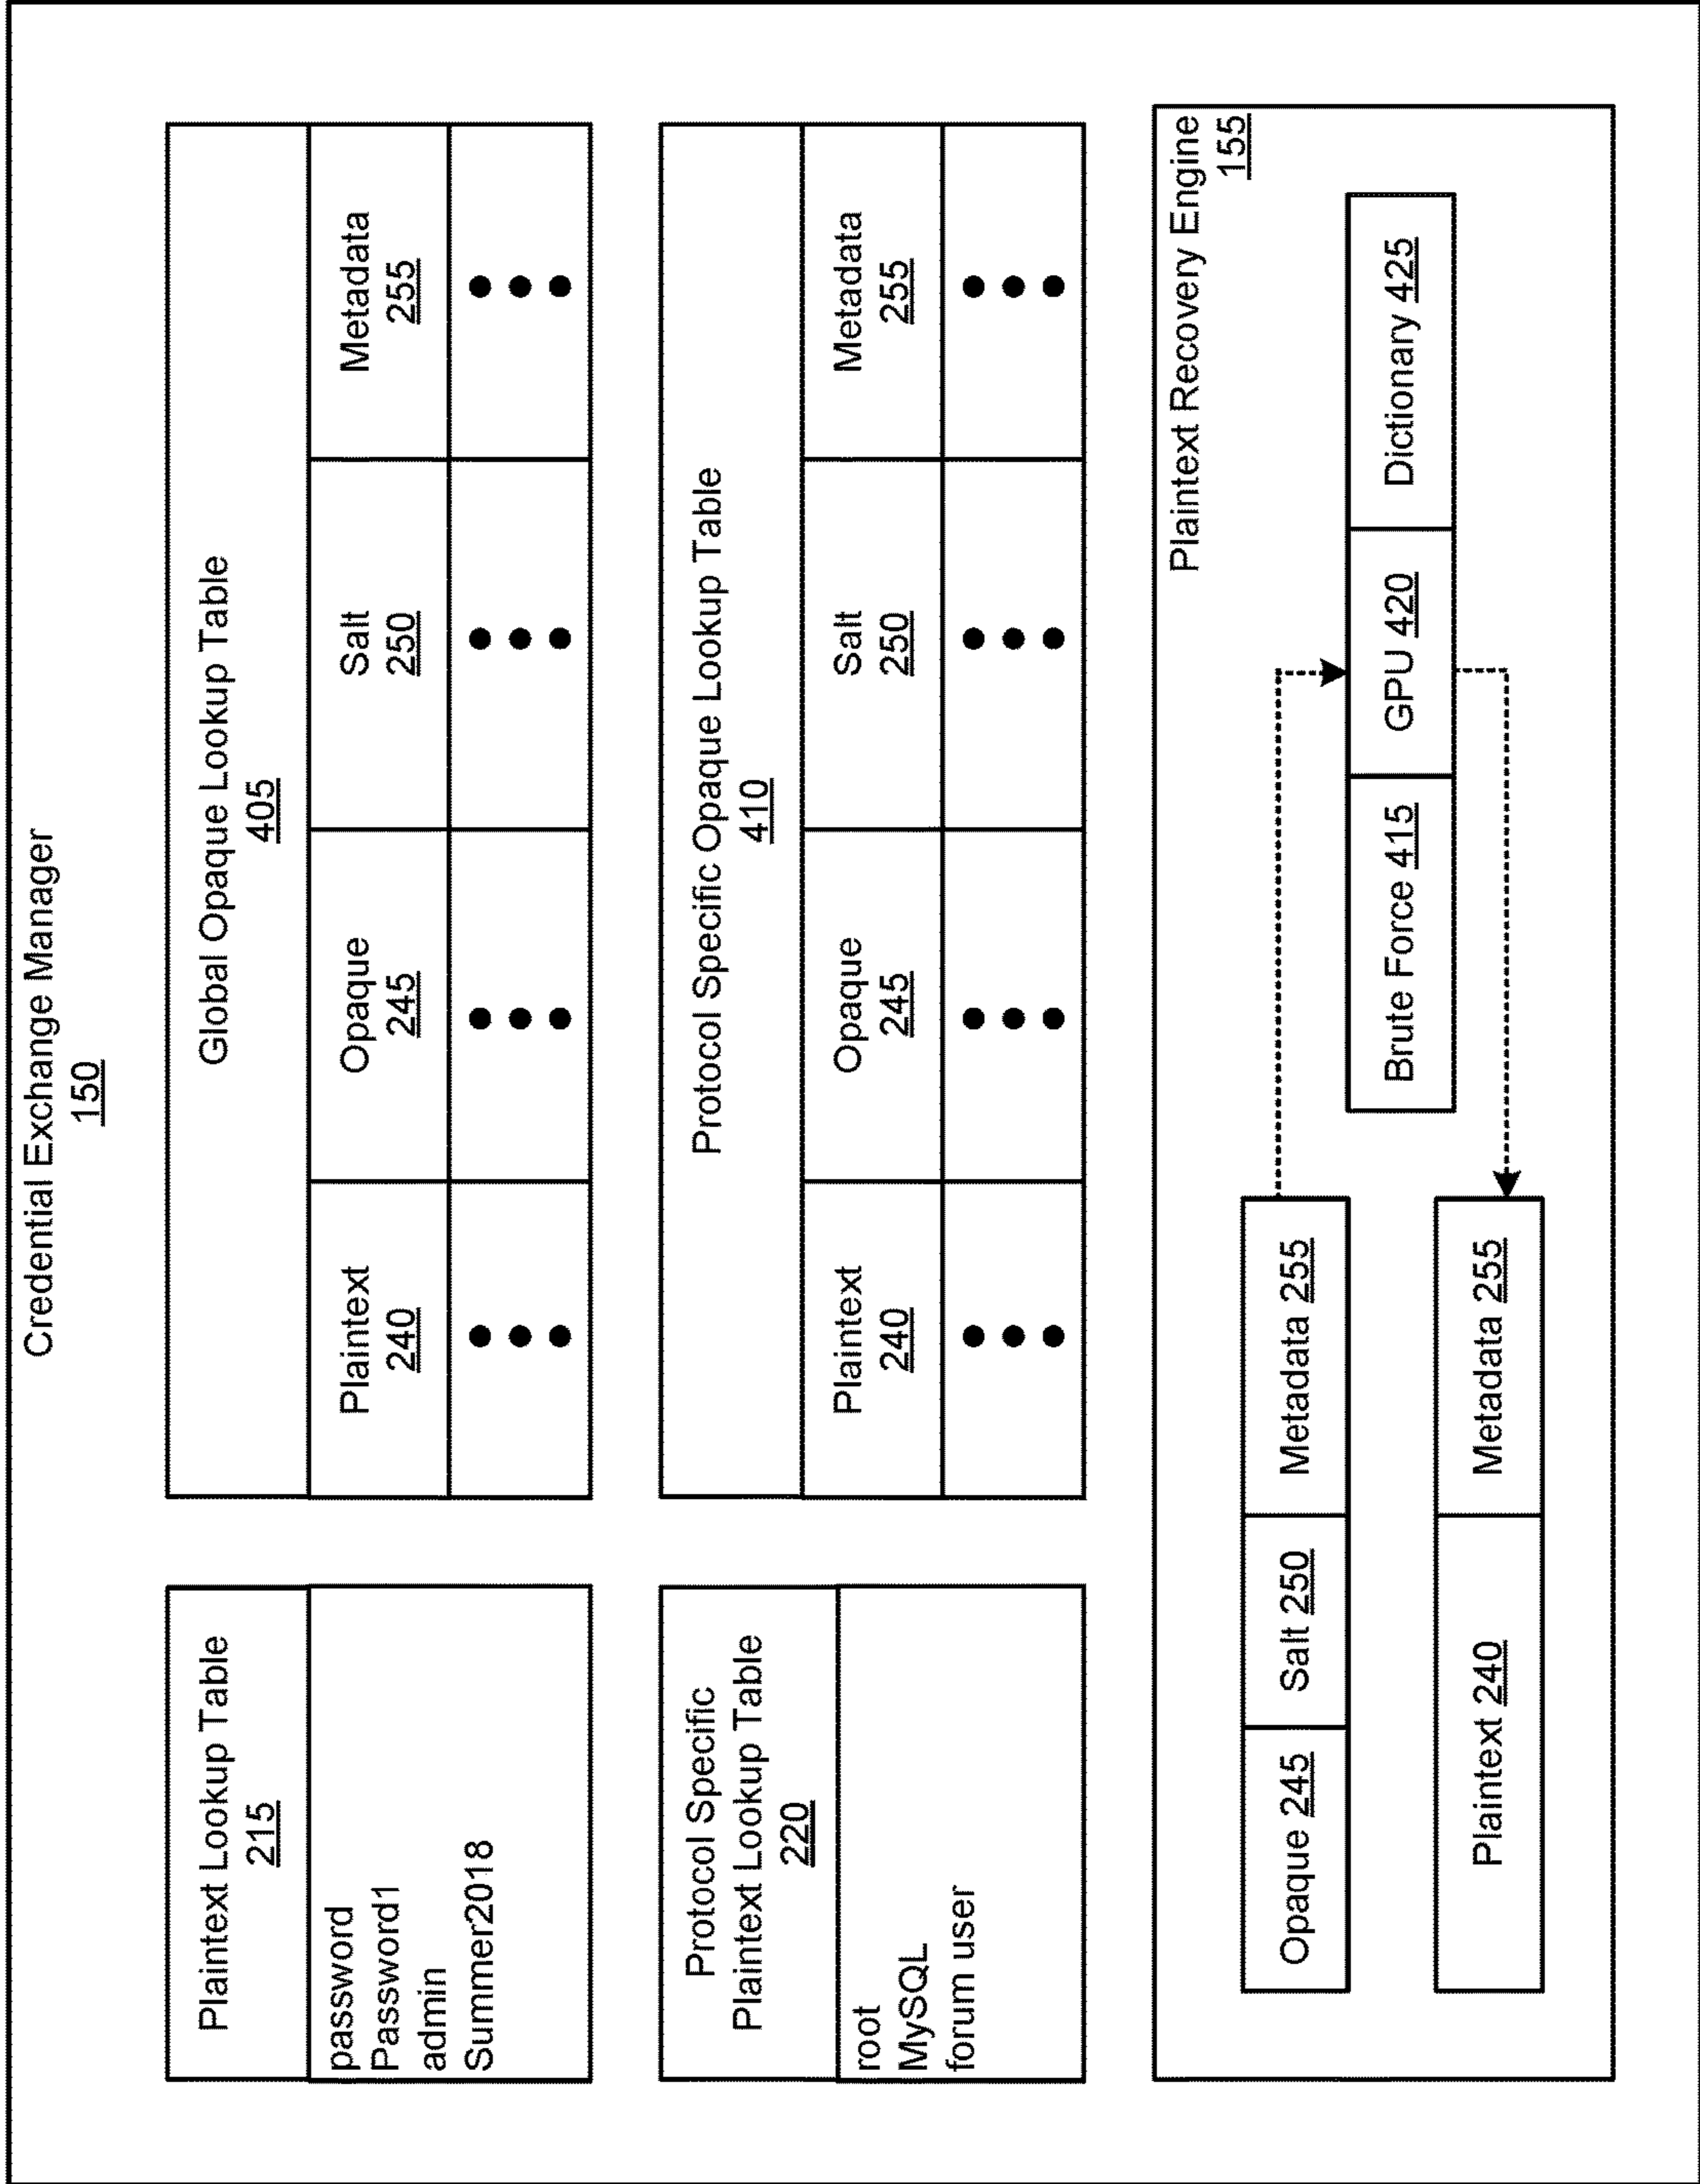 Credential Exchange Manager
150
Plaintext Lookup Table
215
password
Password1
admin
Summer2018
Global Opaque Lookup Table
405
Plaintext
240
Opaque
245
Salt
250
Metadata
255
Protocol Specific
Plaintext Lookup Table
220
root
MySQL
forum user
Protocol Specific Opaque Lookup Table
410
Plaintext
240
Opaque
245
Salt
250
Metadata
255
Plaintext Recovery Engine
155
Opaque 245
Salt 250
Metadata 255
Brute Force 415
GPU 420
Dictionary 425
Plaintext 240
Metadata 255